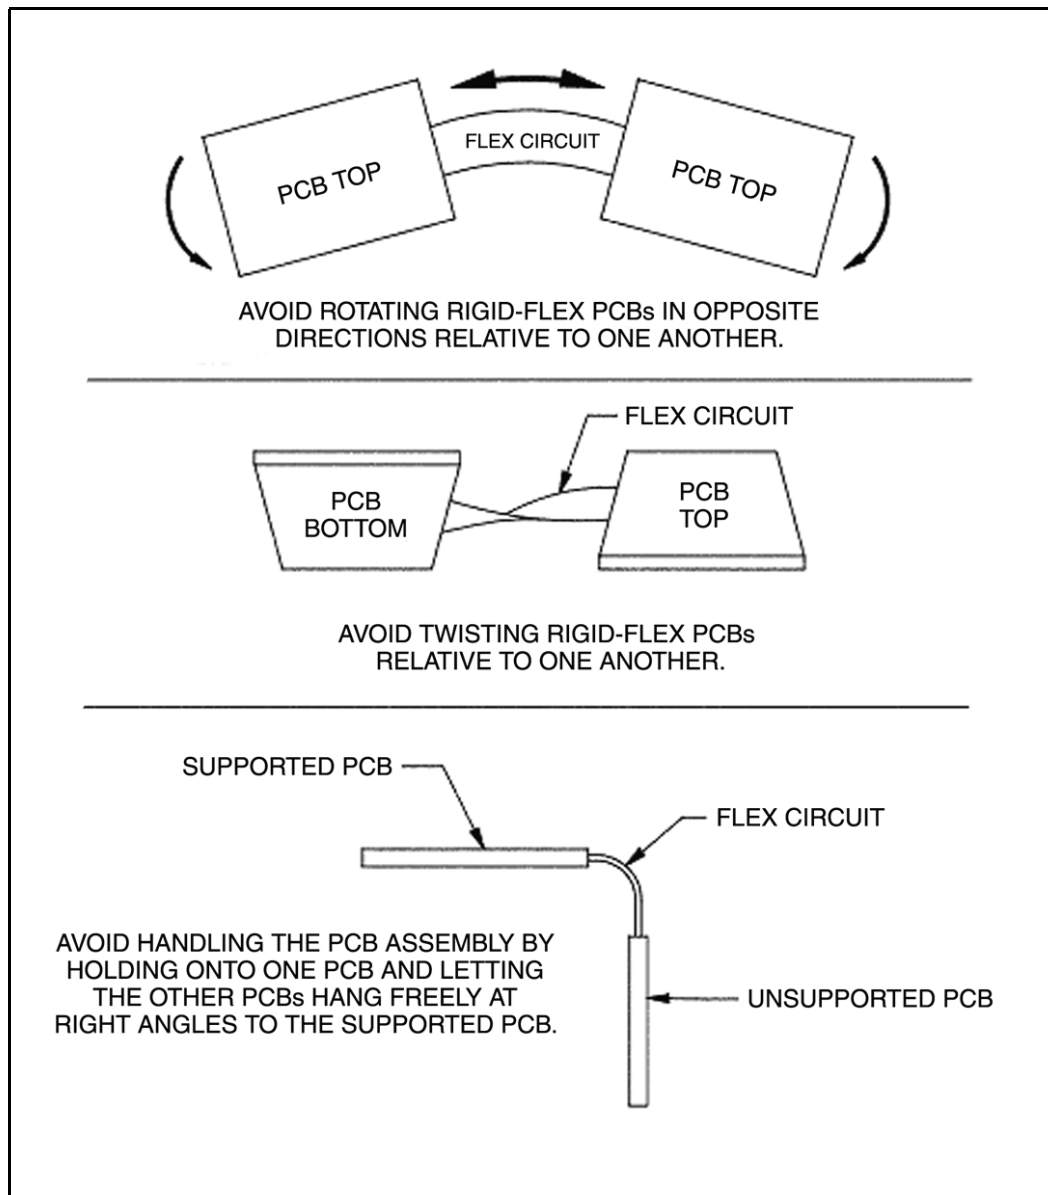 FLEX CIRCUIT
PCB TOP
PCB TOP
AVOID ROTATING RIGID-FLEX PCBs IN OPPOSITE
DIRECTIONS RELATIVE TO ONE ANOTHER.
FLEX CIRCUIT
PCB
BOTTOM
PCB
TOP
AVOID TWISTING RIGID-FLEX PCBs
RELATIVE TO ONE ANOTHER.
SUPPORTED PCB
FLEX CIRCUIT
AVOID HANDLING THE PCB ASSEMBLY BY
HOLDING ONTO ONE PCB AND LETTING
THE OTHER PCBs HANG FREELY AT
RIGHT ANGLES TO THE SUPPORTED PCB.
UNSUPPORTED PCB